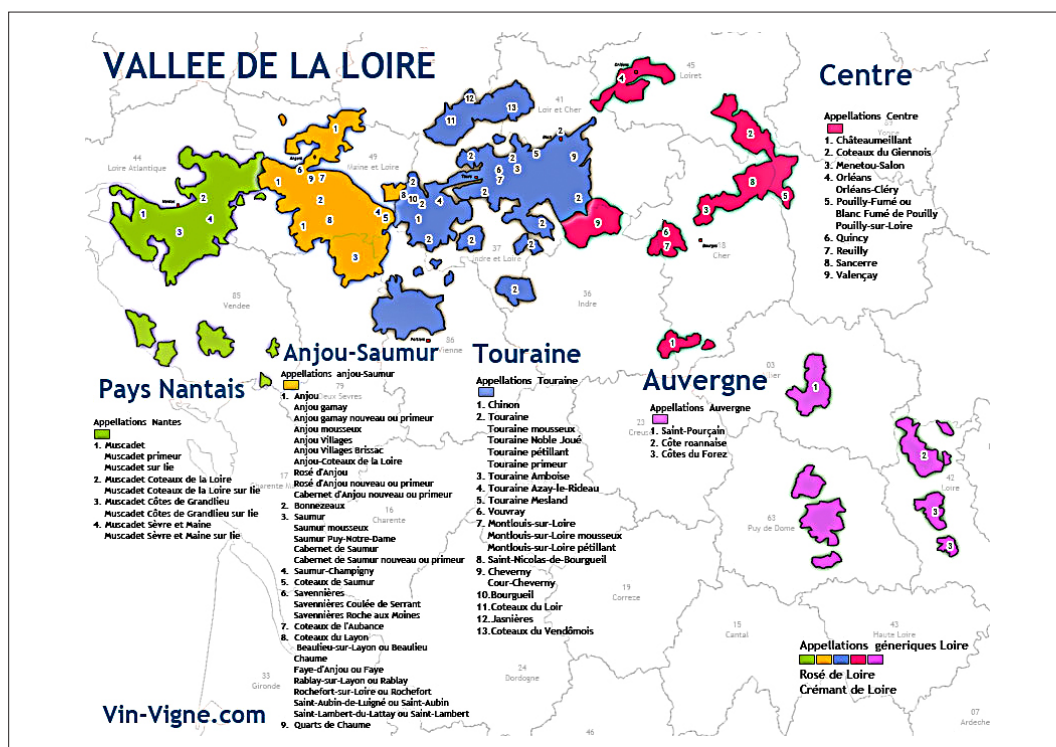 VALLEE DE LA LOIRE
Centre
Appellations Centre
1. Châteaumeillant
2. Coteaux du Giennois
3. Menetou-Salon
4. Orléans
Orléans-Cléry
5. Pouilly-Fumé ou
Blanc Fumé de Pouilly
Pouilly-sur-Loire
6. Quincy
7. Reuilly
8. Sancerre
9. Valençay
45
Loiret
41
Loir et Cher
44
Loire Atlantique
49
Maine et Loire
37
Indre et Loire
18
Cher
36
Indre
85
Vendee
86
Vienne
79
Deux Sevres
03
23
17
16
Charente
63
Puy de Dome
42
Loire
19
Correze
15
Cantal
43
Haute Loire
24
Dordogne
33
Gironde
07
Ardeche
46
Pays Nantais
Appellations Nantes
1. Muscadet
Muscadet primeur
Muscadet sur lie
2. Muscadet Coteaux de la Loire
Muscadet Coteaux de la Loire sur lie
3. Muscadet Côtes de Grandlieu
Muscadet Côtes de Grandlieu sur lie
4. Muscadet Sèvre et Maine
Muscadet Sèvre et Maine sur lie
Anjou-Saumur
Appellations anjou-Saumur
1. Anjou
Anjou gamay
Anjou gamay nouveau ou primeur
Anjou mousseux
Anjou Villages
Anjou Villages Brissac
Anjou-Coteaux de la Loire
Rosé d'Anjou
Rosé d'Anjou nouveau ou primeur
Cabernet d'Anjou nouveau ou primeur
2. Bonnezeaux
3. Saumur
Saumur mousseux
Saumur Puy-Notre-Dame
Cabernet de Saumur
Cabernet de Saumur nouveau ou primeur
4. Saumur-Champigny
5. Coteaux de Saumur
6. Savennières
Savennières Coulée de Serrant
Savennières Roche aux Moines
7. Coteaux de l'Aubance
8. Coteaux du Layon
Beaulieu-sur-Layon ou Beaulieu
Chaume
Faye-d'Anjou ou Faye
Rablay-sur-Layon ou Rablay
Rochefort-sur-Loire ou Rochefort
Saint-Aubin-de-Luigné ou Saint-Aubin
Saint-Lambert-du-Lattay ou Saint-Lambert
9. Quarts de Chaume
Touraine
Appellations Touraine
1. Chinon
2. Touraine
Touraine mousseux
Touraine Noble Joué
Touraine pétillant
Touraine primeur
3. Touraine Amboise
4. Touraine Azay-le-Rideau
5. Touraine Mesland
6. Vouvray
7. Montlouis-sur-Loire
Montlouis-sur-Loire mousseux
Montlouis-sur-Loire pétillant
8. Saint-Nicolas-de-Bourgueil
9. Cheverny
Cour-Cheverny
10. Bourgueil
11. Coteaux du Loir
12. Jasnières
13. Coteaux du Vendômois
Auvergne
Appellations Auvergne
1. Saint-Pourçain
2. Côte roannaise
3. Côtes du Forez
Appellations géneriques Loire
Rosé de Loire
Crémant de Loire
Vin-Vigne.com